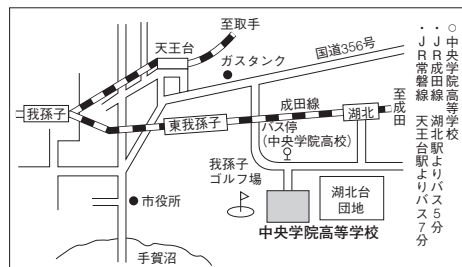 ○中央学院高等学校
・ＪＲ成田線 湖北駅よりバス5分
・ＪＲ常磐線 天王台駅よりバス7分
至取手
天王台
ガスタンク
国道356号
我孫子
成田線
至成田
東我孫子
湖北
バス停
（中央学院高校）
我孫子
ゴルフ場
湖北台
団地
市役所
中央学院高等学校
手賀沼